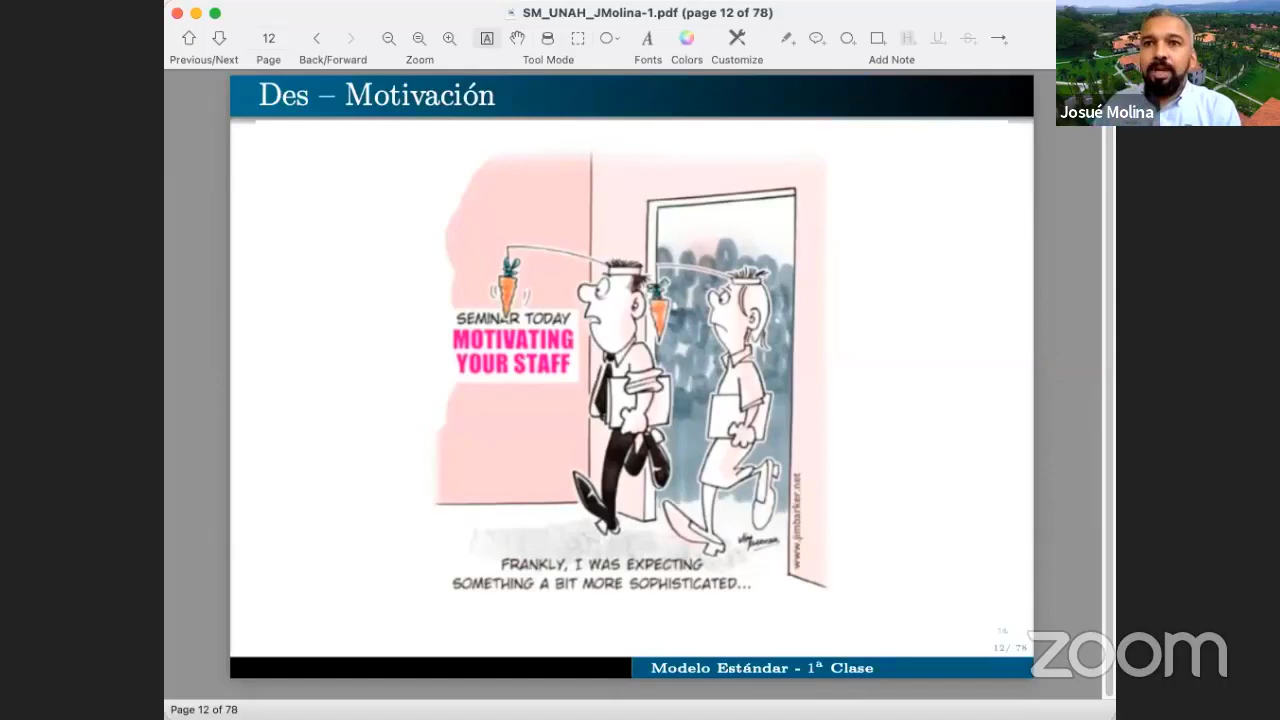 SM_UNAH_JMolina-1.pdf (page 12 of 78)
12
Previous/Next
Page
Back/Forward
Zoom
Tool Mode
Fonts
Colors
Customize
Add Note
Josué Molina
Des – Motivación
SEMINAR TODAY
MOTIVATING
YOUR STAFF
www.jimbarker.net
FRANKLY, I WAS EXPECTING
SOMETHING A BIT MORE SOPHISTICATED...
12/ 78
Modelo Estándar - 1ª Clase
zoom
Page 12 of 78